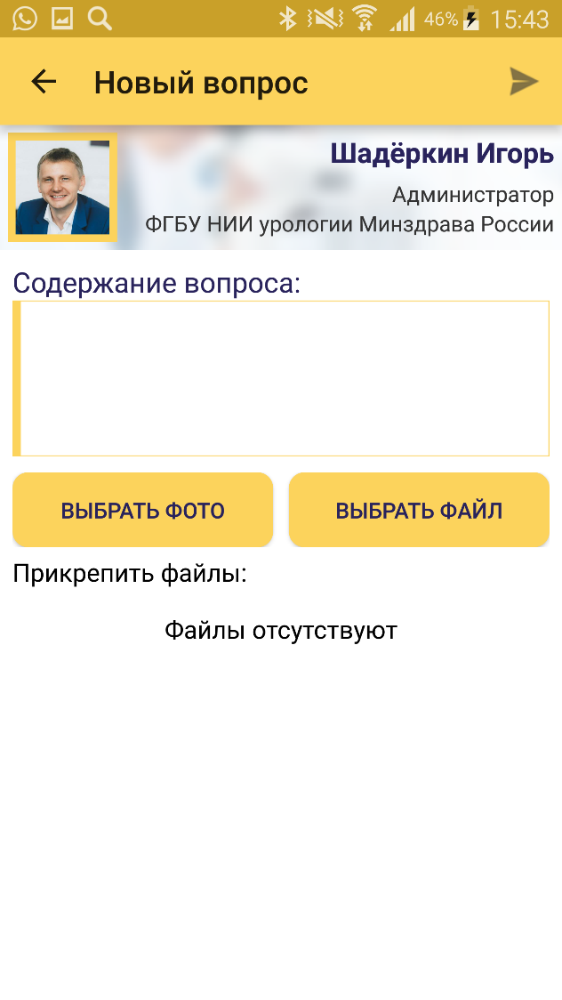 46% 15:43
Новый вопрос
Шадёркин Игорь
Администратор
ФГБУ НИИ урологии Минздрава России
Содержание вопроса:
ВЫБРАТЬ ФОТО ВЫБРАТЬ ФАЙЛ
Прикрепить файлы:
Файлы отсутствуют